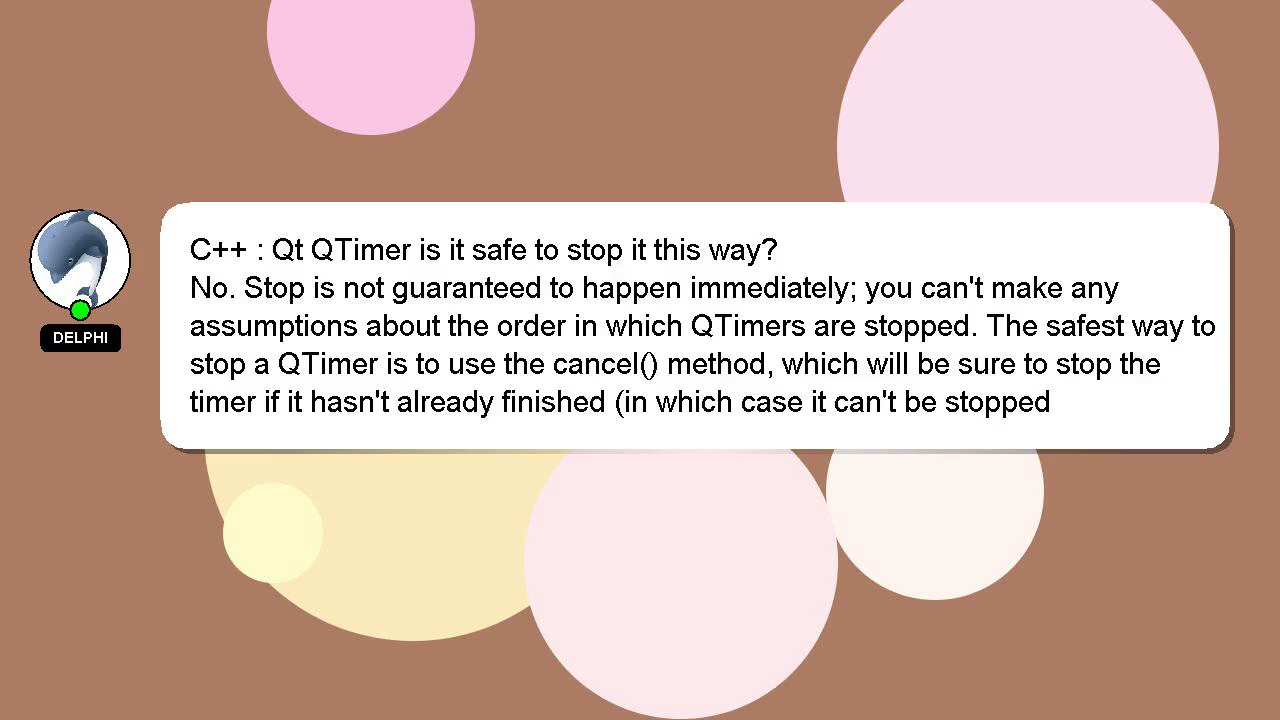 C++ : Qt QTimer is it safe to stop it this way?
No. Stop is not guaranteed to happen immediately; you can't make any
assumptions about the order in which QTimers are stopped. The safest way to
stop a QTimer is to use the cancel() method, which will be sure to stop the
timer if it hasn't already finished (in which case it can't be stopped
DELPHI